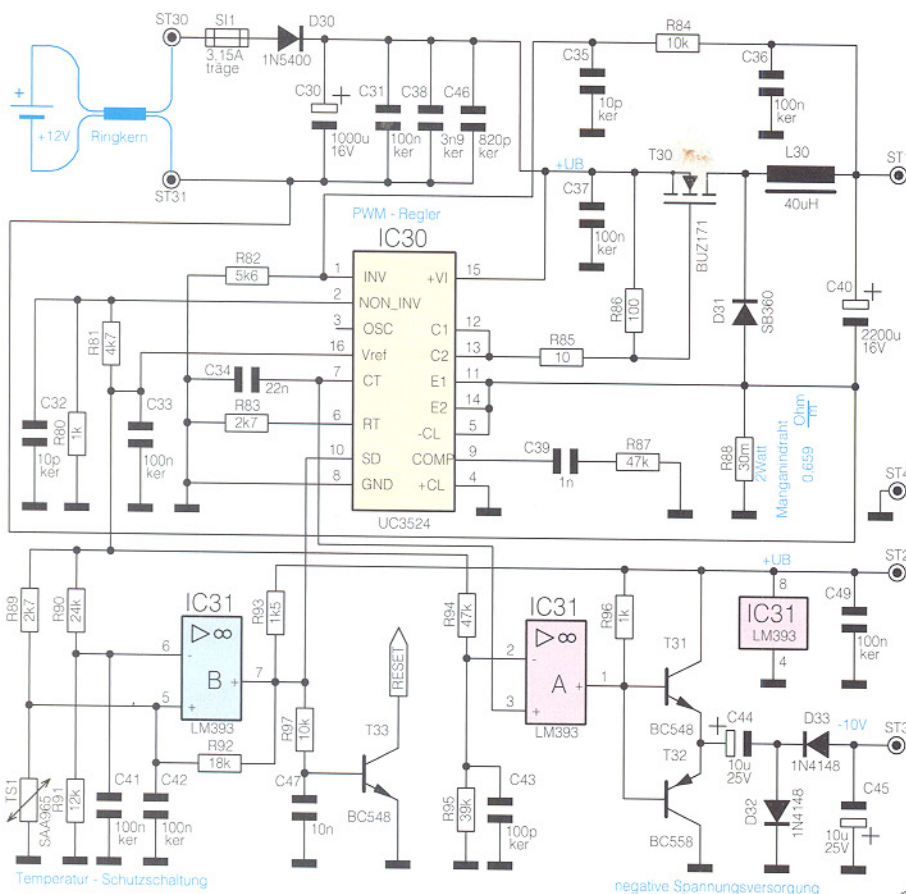 ST30
SI1
3.15A
träge
D30
1N5400
+
+12V
Ringkern
ST31
C30
+
1000u
16V
C31
100n
ker
C38
3n9
ker
C46
820p
ker
C35
10p
ker
R84
10k
C36
100n
ker
+UB
T30
BUZ171
L30
40uH
ST1
C37
100n
ker
PWM - Regler
IC30
R82
5k6
1
INV
+VI
15
2
NON_INV
3
OSC
C1
12
16
Vref
C2
13
7
CT
E1
11
6
RT
E2
14
-CL
5
10
SD
COMP
9
8
GND
+CL
4
UC3524
R81
4k7
C34
22n
R83
2k7
C32
10p
ker
R80
1k
C33
100n
ker
R86
100
R85
10
D31
SB360
C40
+
2200u
16V
C39
1n
R87
47k
R88
30m
2Watt
Manganindraht
0.659
Ohm
m
ST4
+UB
ST2
R89
2k7
R90
24k
IC31
6
-
B
+
7
5
+
LM393
R93
1k5
R92
18k
R97
10k
RESET
T33
BC548
C47
10n
TS1
SAA965
R91
12k
C41
100n
ker
C42
100n
ker
Temperatur - Schutzschaltung
R94
47k
IC31
2
-
A
+
1
3
+
LM393
R95
39k
C43
100p
ker
R96
1k
T31
BC548
T32
BC558
8
IC31
LM393
4
C49
100n
ker
+
C44
10u
25V
D33
1N4148
-10V
ST3
D32
1N4148
C45
10u
25V
+
negative Spannungsversorgung